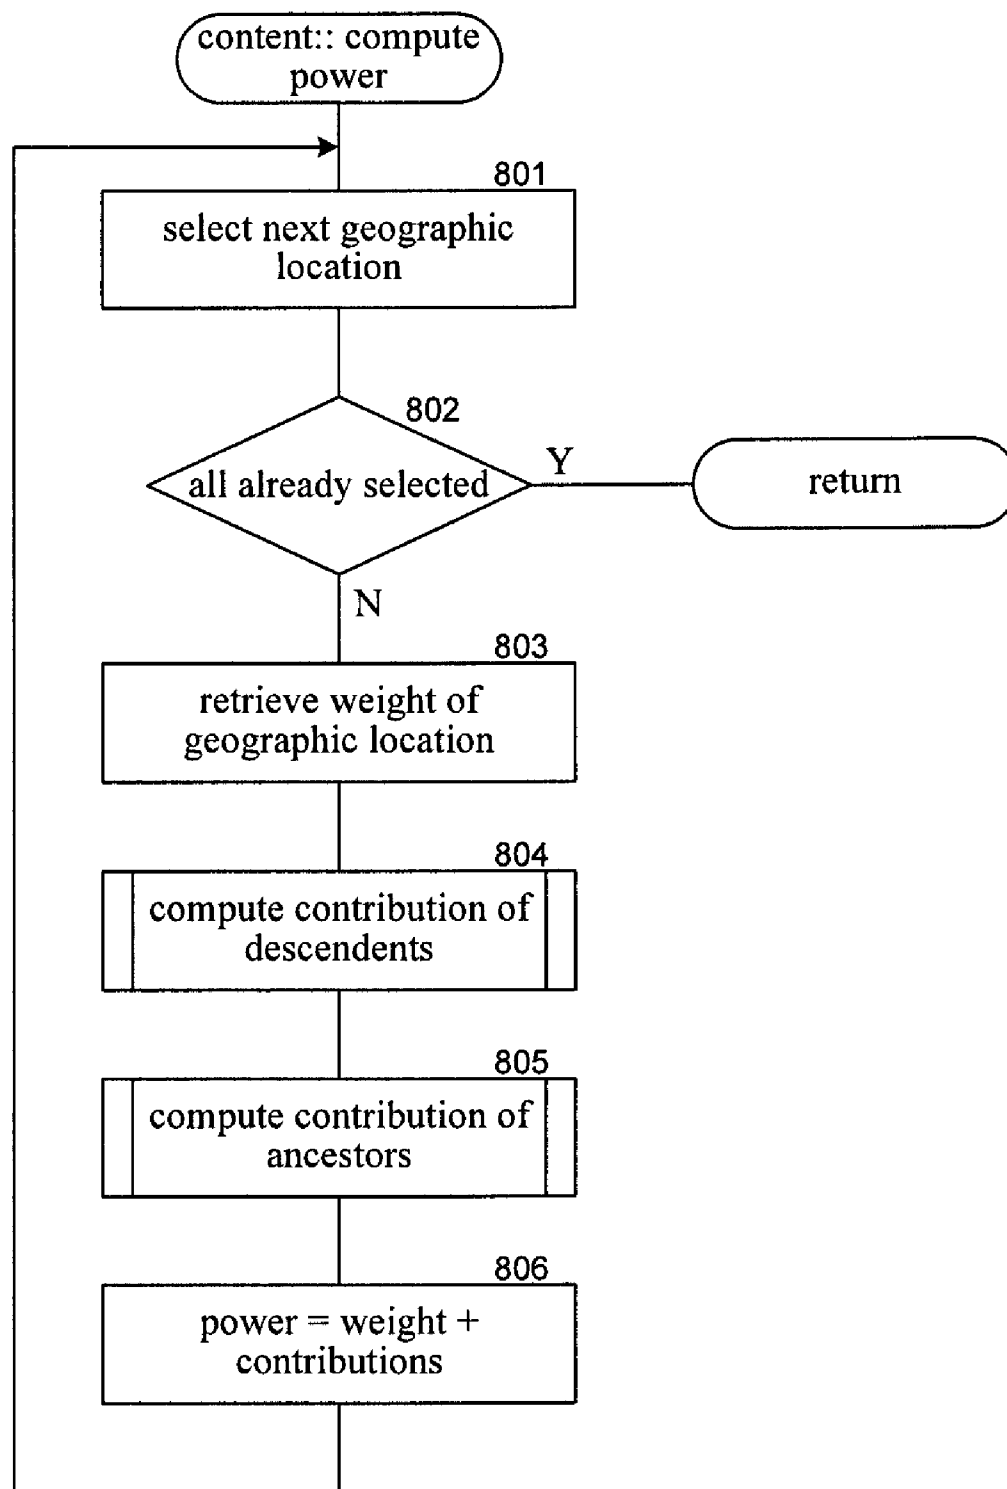 content:: compute
power
801
select next geographic
location
802
all already selected
Y
return
N
803
retrieve weight of
geographic location
804
compute contribution of
descendents
805
compute contribution of
ancestors
806
power = weight +
contributions